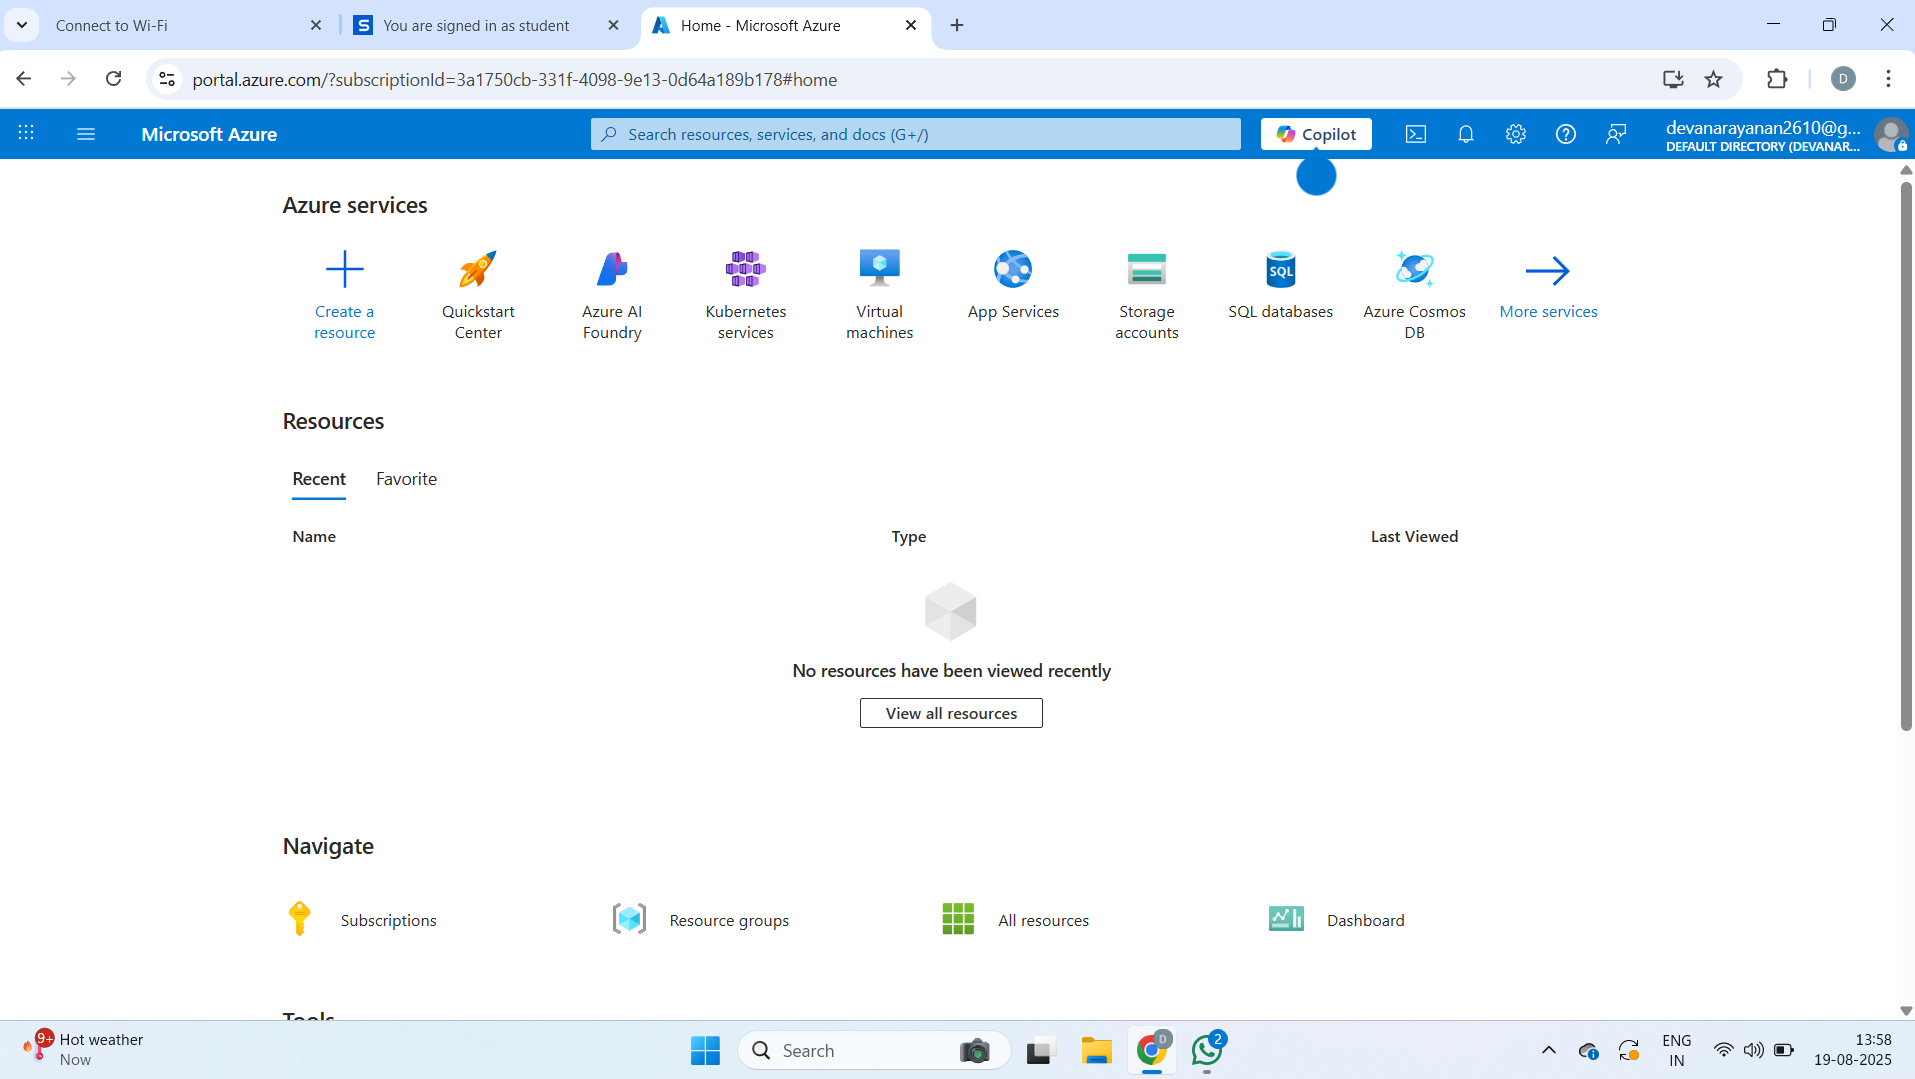 Connect to Wi-Fi
S You are signed in as student
Home - Microsoft Azure
portal.azure.com/?subscriptionId=3a1750cb-331f-4098-9e13-0d64a189b178#home
D
Microsoft Azure
Search resources, services, and docs (G+/)
Copilot
devanarayanan2610@g...
DEFAULT DIRECTORY (DEVANAR...
Azure services
Create a resource
Quickstart Center
Azure AI Foundry
Kubernetes services
Virtual machines
App Services
Storage accounts
SQL
SQL databases
Azure Cosmos DB
More services
Resources
Recent Favorite
Name Type Last Viewed
No resources have been viewed recently
View all resources
Navigate
Subscriptions
Resource groups
All resources
Dashboard
Tools
9+
Hot weather
Now
Search
D
2
ENG
IN
13:58
19-08-2025